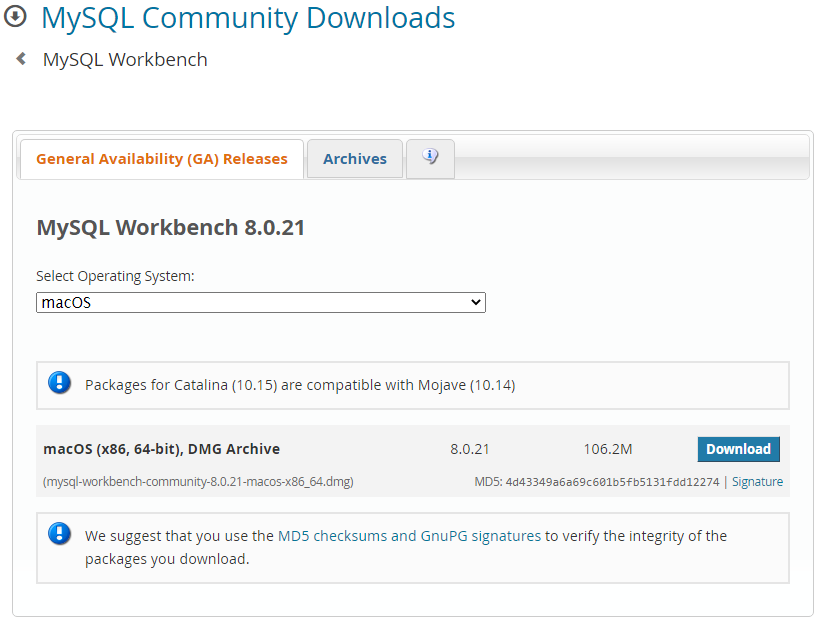 MySQL Community Downloads
MySQL Workbench
General Availability (GA) Releases
Archives
MySQL Workbench 8.0.21
Select Operating System:
macOS
Packages for Catalina (10.15) are compatible with Mojave (10.14)
macOS (x86, 64-bit), DMG Archive 8.0.21 106.2M Download
(mysql-workbench-community-8.0.21-macos-x86_64.dmg) MD5: 4d43349a6a69c601b5fb5131fdd12274 | Signature
We suggest that you use the MD5 checksums and GnuPG signatures to verify the integrity of the
packages you download.